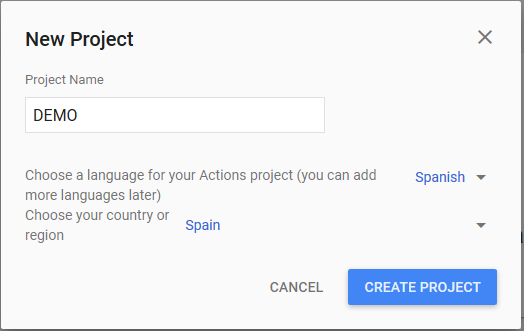 New Project
Project Name
DEMO
Choose a language for your Actions project (you can add
more languages later)
Spanish
Choose your country or
region
Spain
CANCEL
CREATE PROJECT